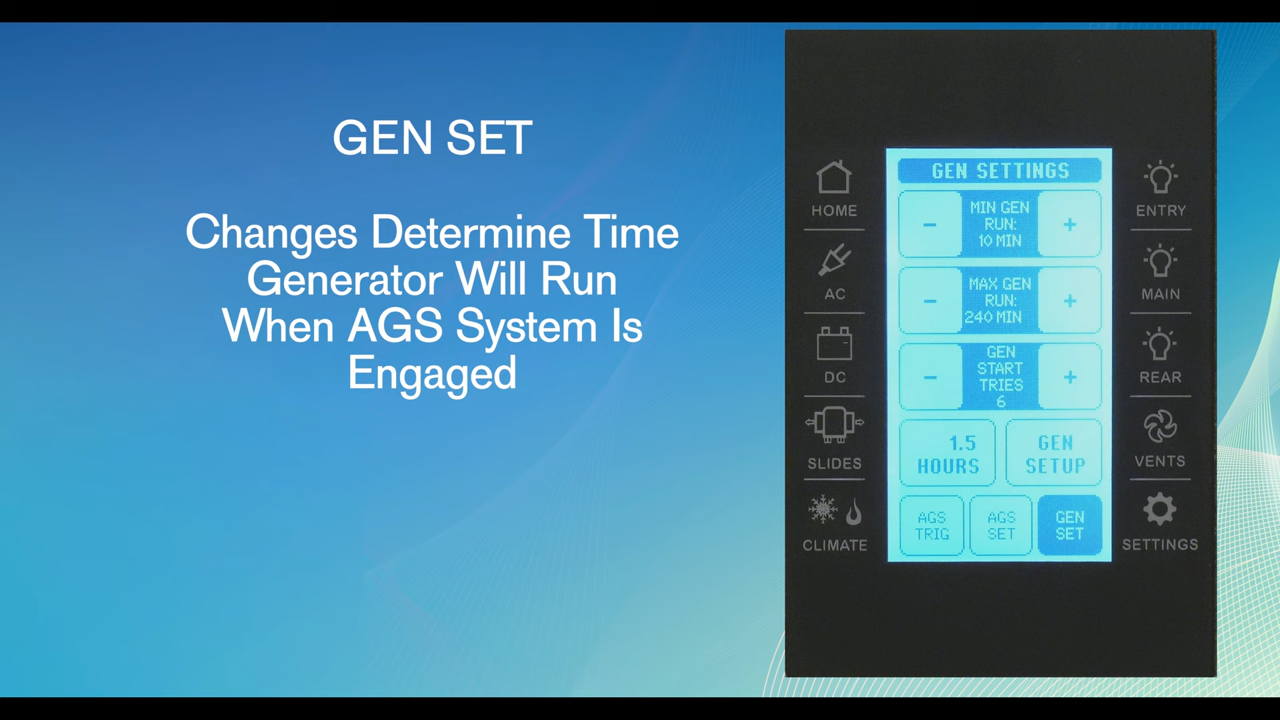 GEN SET
Changes Determine Time
Generator Will Run
When AGS System Is
Engaged
HOME
AC
DC
SLIDES
CLIMATE
GEN SETTINGS
-
MIN GEN
RUN:
10 MIN
+
-
MAX GEN
RUN:
240 MIN
+
-
GEN
START
TRIES
6
+
1.5
HOURS
GEN
SETUP
AGS
TRIG
AGS
SET
GEN
SET
ENTRY
MAIN
REAR
VENTS
SETTINGS